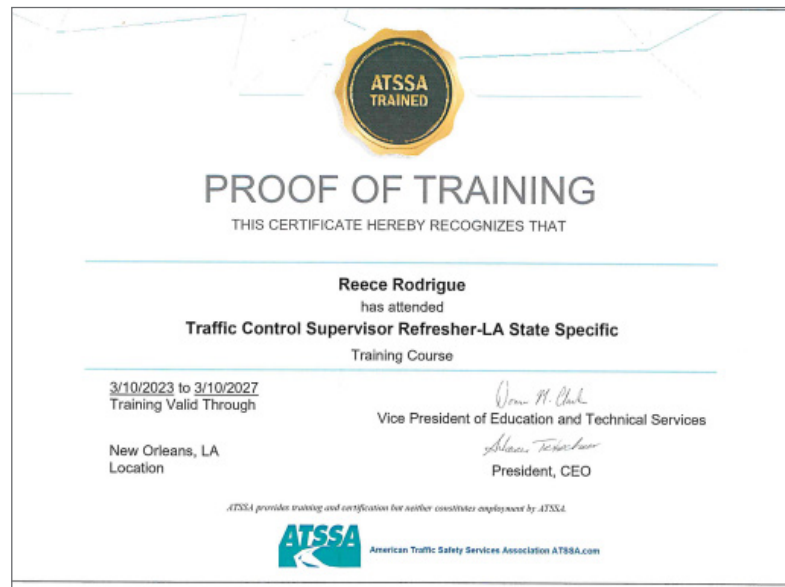 ATSSA
TRAINED
PROOF OF TRAINING
THIS CERTIFICATE HEREBY RECOGNIZES THAT
Reece Rodrigue
has attended
Traffic Control Supervisor Refresher-LA State Specific
Training Course
3/10/2023 to 3/10/2027
Training Valid Through
Vice President of Education and Technical Services
New Orleans, LA
Location
President, CEO
ATSSA provides training and certification but neither constitutes employment by ATSSA.
ATSSA
American Traffic Safety Services Association ATSSA.com